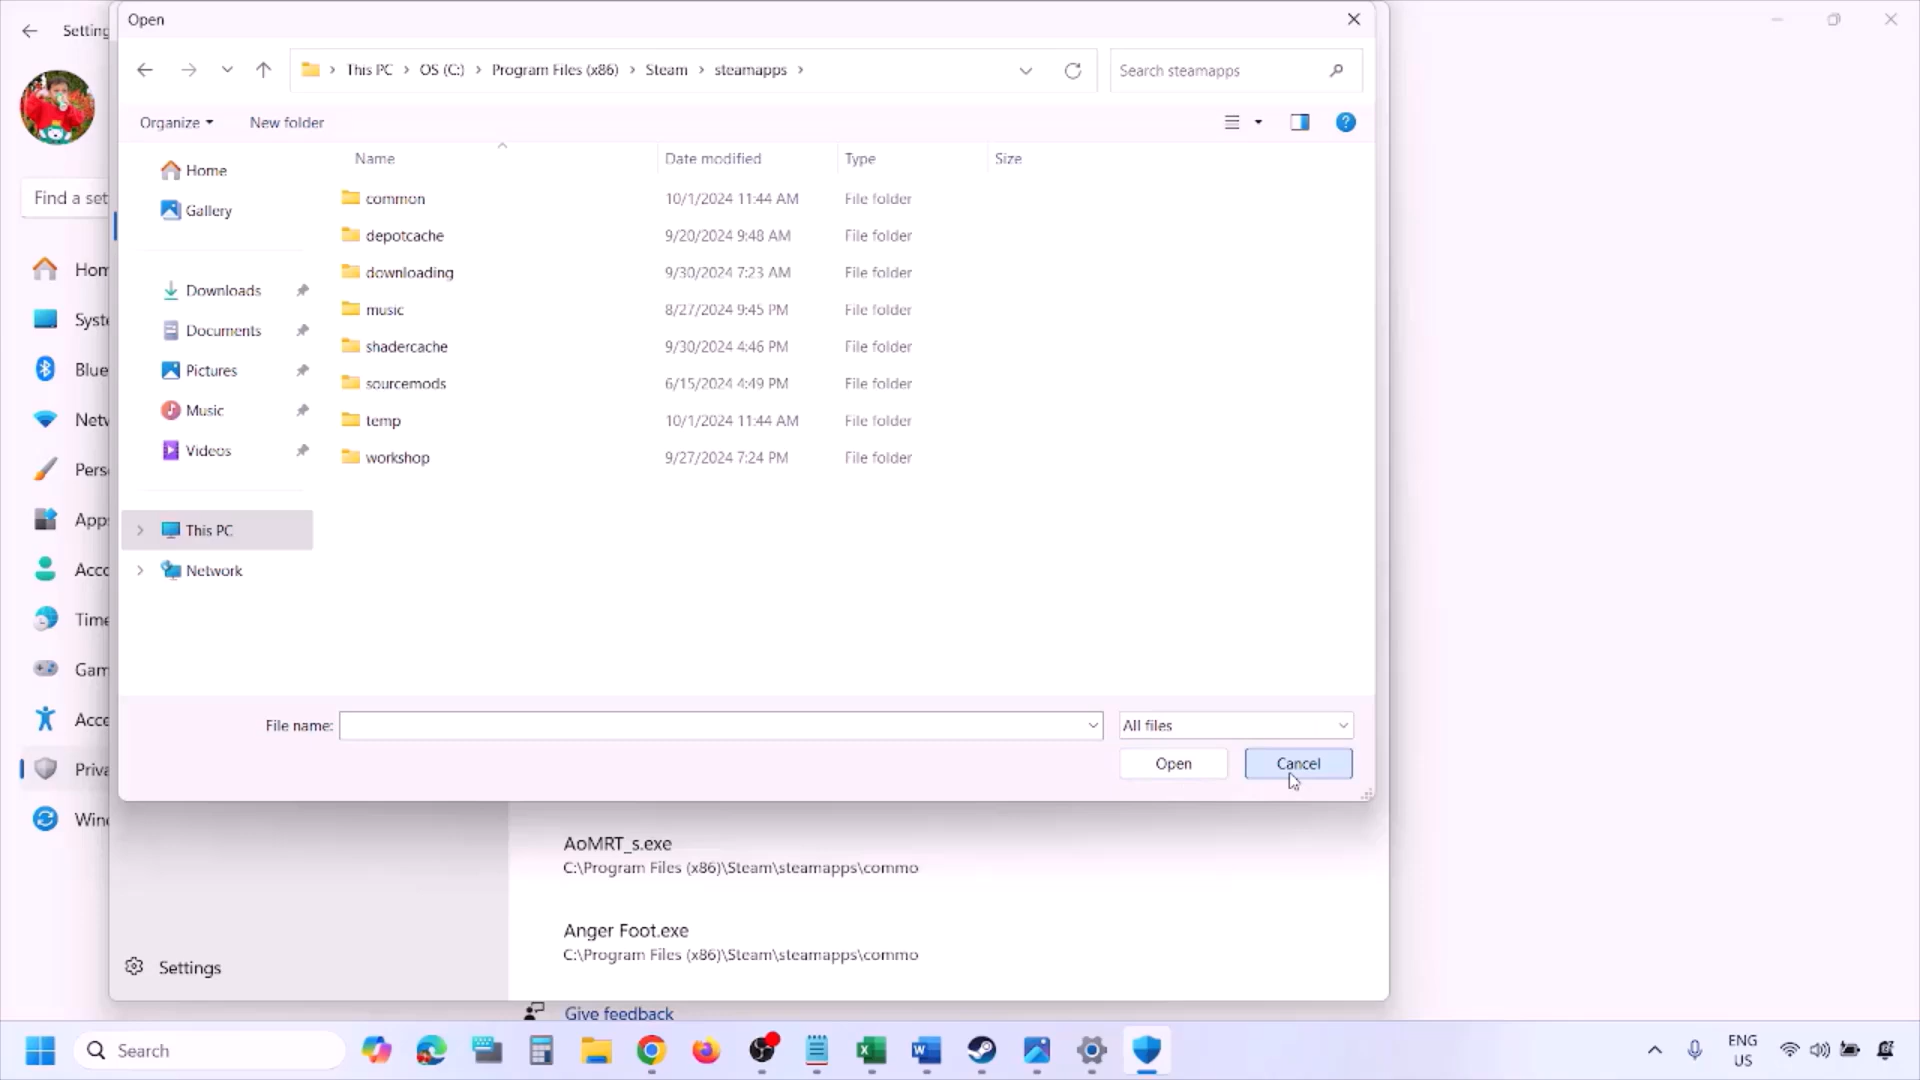 Open
Setting
This PC > OS (C:) > Program Files (x86) > Steam > steamapps >
Search steamapps
Organize
New folder
Name
Date modified
Type
Size
Home
Gallery
Downloads
Documents
Pictures
Music
Videos
This PC
Network
common 10/1/2024 11:44 AM File folder
depotcache 9/20/2024 9:48 AM File folder
downloading 9/30/2024 7:23 AM File folder
music 8/27/2024 9:45 PM File folder
shadercache 9/30/2024 4:46 PM File folder
sourcemods 6/15/2024 4:49 PM File folder
temp 10/1/2024 11:44 AM File folder
workshop 9/27/2024 7:24 PM File folder
Find a set
Hom
Syste
Blue
Netw
Perso
Apps
Acco
Time
Gam
Acce
Priva
Wind
File name:
All files
Open
Cancel
AoMRT_s.exe
C:\Program Files (x86)\Steam\steamapps\commo
Anger Foot.exe
C:\Program Files (x86)\Steam\steamapps\commo
Settings
Give feedback
Search
ENG
US